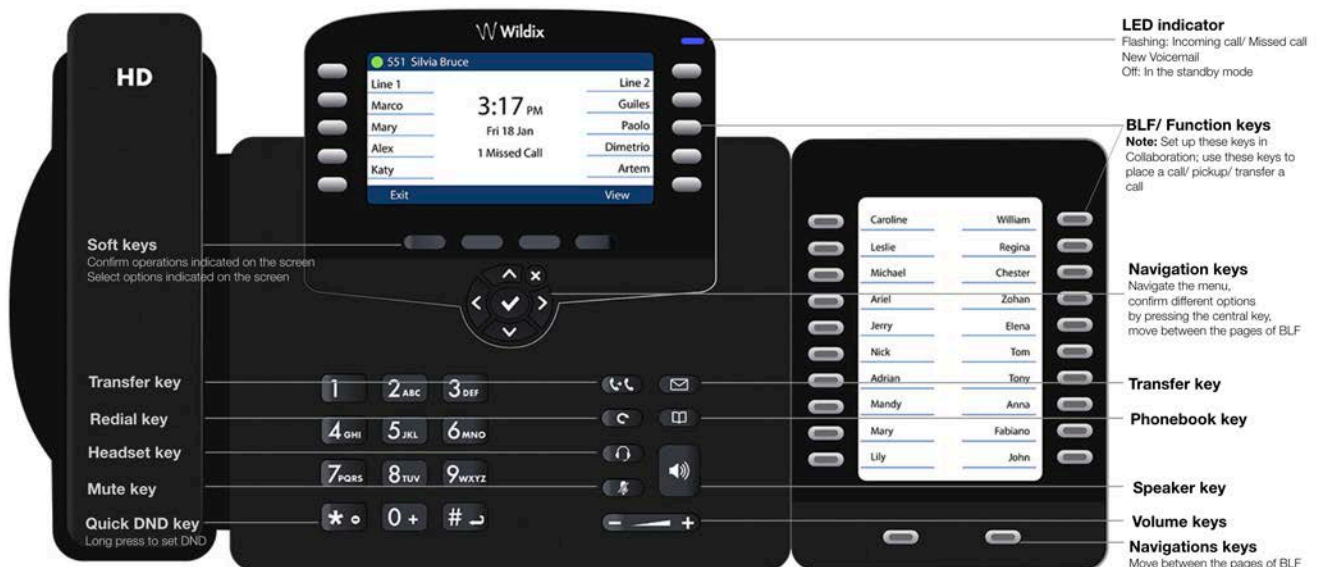 Wildix
HD
551 Silvia Bruce
Line 1
Line 2
Marco
Guiles
Mary
Paolo
Alex
Dimetrio
Katy
Artem
3:17 PM
Fri 18 Jan
1 Missed Call
Exit
View
LED indicator
Flashing: Incoming call/ Missed call
New Voicemail
Off: In the standby mode
BLF/ Function keys
Note: Set up these keys in
Collaboration; use these keys to
place a call/ pickup/ transfer a
call
Soft keys
Confirm operations indicated on the screen
Select options indicated on the screen
Navigation keys
Navigate the menu,
confirm different options
by pressing the central key,
move between the pages of BLF
Caroline
William
Leslie
Regina
Michael
Chester
Ariel
Zohan
Jerry
Elena
Nick
Tom
Adrian
Tony
Mandy
Anna
Mary
Fabiano
Lily
John
Transfer key
Redial key
Headset key
Mute key
Quick DND key
Long press to set DND
1 2 ABC 3 DEF
4 GHI 5 JKL 6 MNO
7 PQRS 8 TUV 9 WXYZ
* 0 + #
- +
Transfer key
Phonebook key
Speaker key
Volume keys
Navigations keys
Move between the pages of BLF